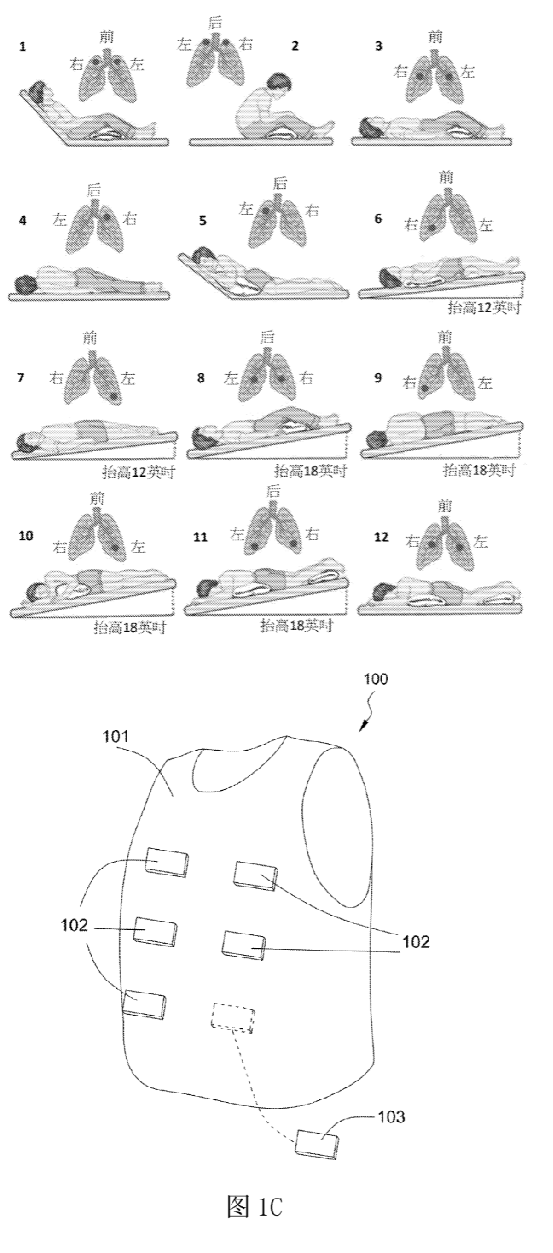 1 前 右 左
后 左 右 2
3 前 右 左
4 后 左 右
5 后 左 右
6 前 右 左
抬高12英吋
7 前 右 左
抬高12英吋
8 后 左 右
抬高18英吋
9 前 右 左
抬高18英吋
10 前 右 左
抬高18英吋
11 后 左 右
抬高18英吋
12 前 右 左
100
101
102
102
103
图 1C